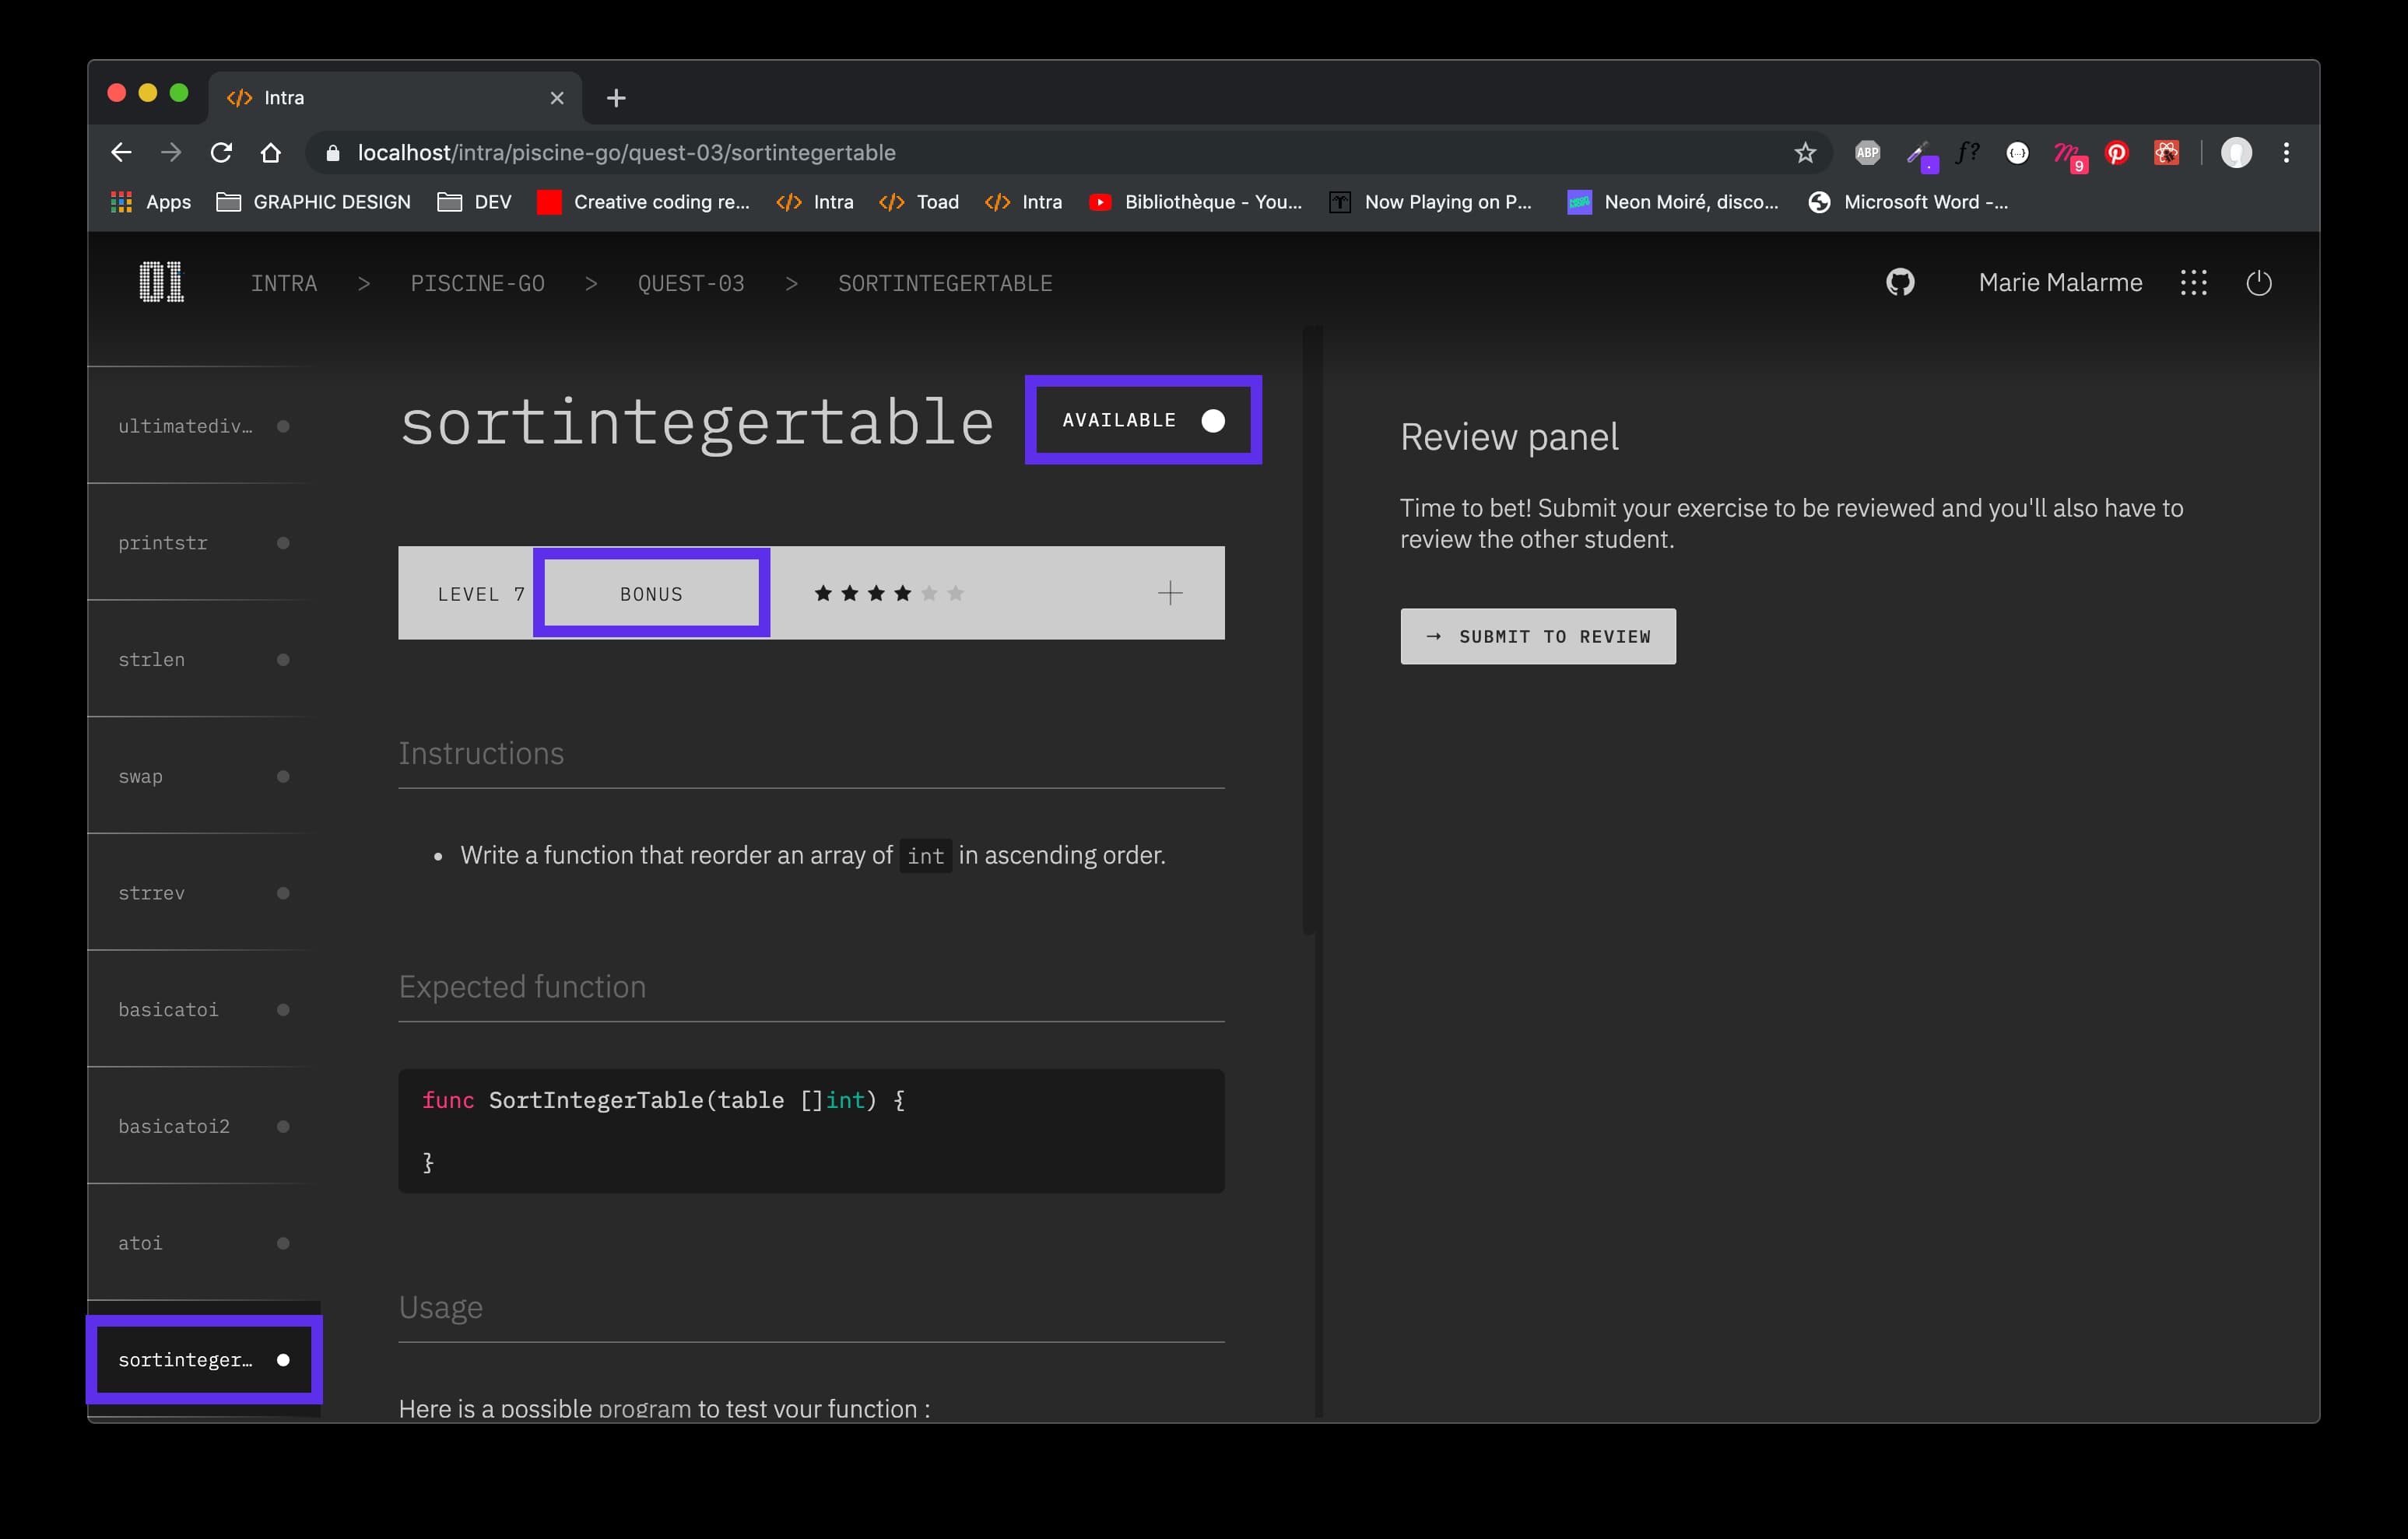 Intra
localhost/intra/piscine-go/quest-03/sortintegertable
ABP f? {...} 9
Apps GRAPHIC DESIGN DEV Creative coding re... Intra Toad Intra Bibliothèque - You... Now Playing on P... Neon Moiré, disco... Microsoft Word -...
01 INTRA > PISCINE-GO > QUEST-03 > SORTINTEGERTABLE Marie Malarme
ultimatediv…
printstr
strlen
swap
strrev
basicatoi
basicatoi2
atoi
sortinteger…
sortintegertable AVAILABLE
LEVEL 7 BONUS
Instructions
Write a function that reorder an array of int in ascending order.
Expected function
func SortIntegerTable(table []int) {
}
Usage
Here is a possible program to test your function :
Review panel
Time to bet! Submit your exercise to be reviewed and you'll also have to
review the other student.
→ SUBMIT TO REVIEW